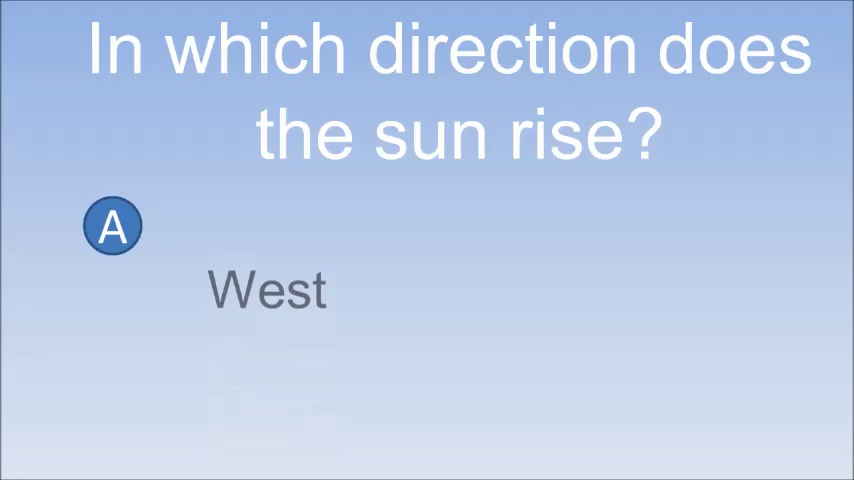 In which direction does
the sun rise?
A
West